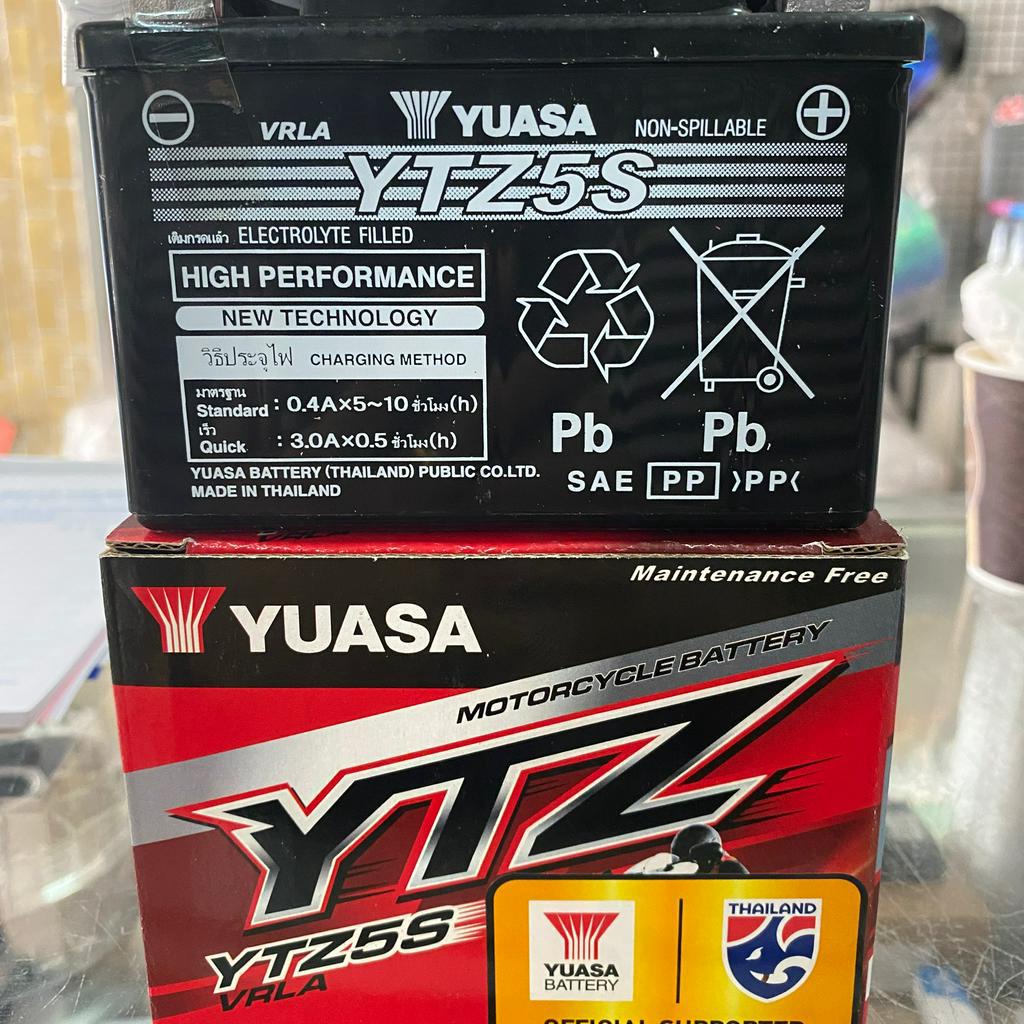 VRLA YUASA NON-SPILLABLE
YTZ5S
เติมกรดแล้ว ELECTROLYTE FILLED
HIGH PERFORMANCE
NEW TECHNOLOGY
วิธีประจุไฟ CHARGING METHOD
มาตรฐาน
Standard : 0.4A×5~10 ชั่วโมง(h)
เร็ว
Quick : 3.0A×0.5 ชั่วโมง(h)
YUASA BATTERY (THAILAND) PUBLIC CO.LTD.
MADE IN THAILAND
Pb Pb
SAE PP >PP<
VRLA
Maintenance Free
YUASA
MOTORCYCLE BATTERY
YTZ
YTZ5S
VRLA
YUASA
BATTERY
THAILAND
OFFICIAL SUPPORTER